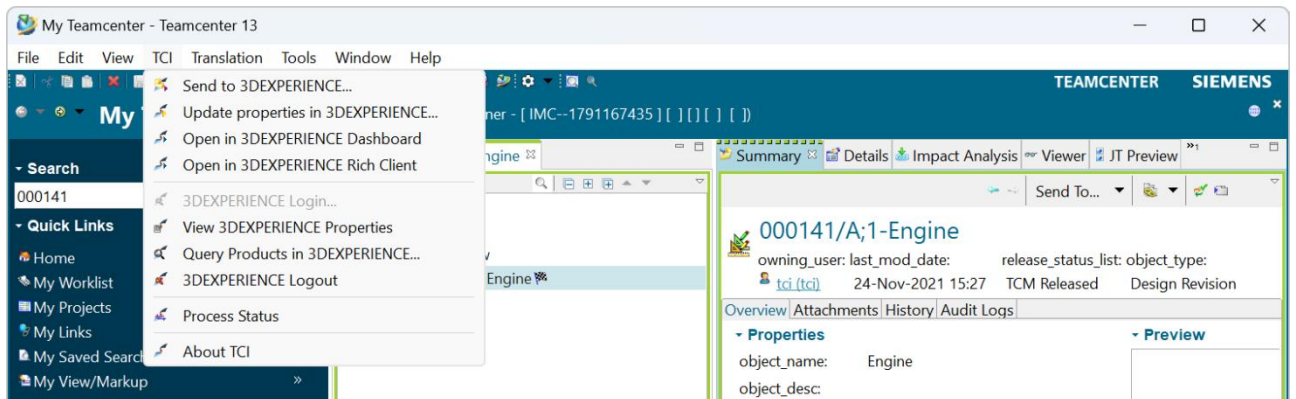 My Teamcenter - Teamcenter 13
File Edit View TCI Translation Tools Window Help
TEAMCENTER SIEMENS
My
ner - [ IMC--1791167435 ] [ ] [ ] [ ] [ ])
Send to 3DEXPERIENCE...
Update properties in 3DEXPERIENCE...
Open in 3DEXPERIENCE Dashboard
Open in 3DEXPERIENCE Rich Client
3DEXPERIENCE Login...
View 3DEXPERIENCE Properties
Query Products in 3DEXPERIENCE...
3DEXPERIENCE Logout
Process Status
About TCI
Search
000141
Quick Links
Home
My Worklist
My Projects
My Links
My Saved Search
My View/Markup »
ngine
Engine
Summary Details Impact Analysis Viewer JT Preview »1
Send To...
000141/A;1-Engine
owning_user: last_mod_date: release_status_list: object_type:
tci (tci) 24-Nov-2021 15:27 TCM Released Design Revision
Overview Attachments History Audit Logs
Properties Preview
object_name: Engine
object_desc: